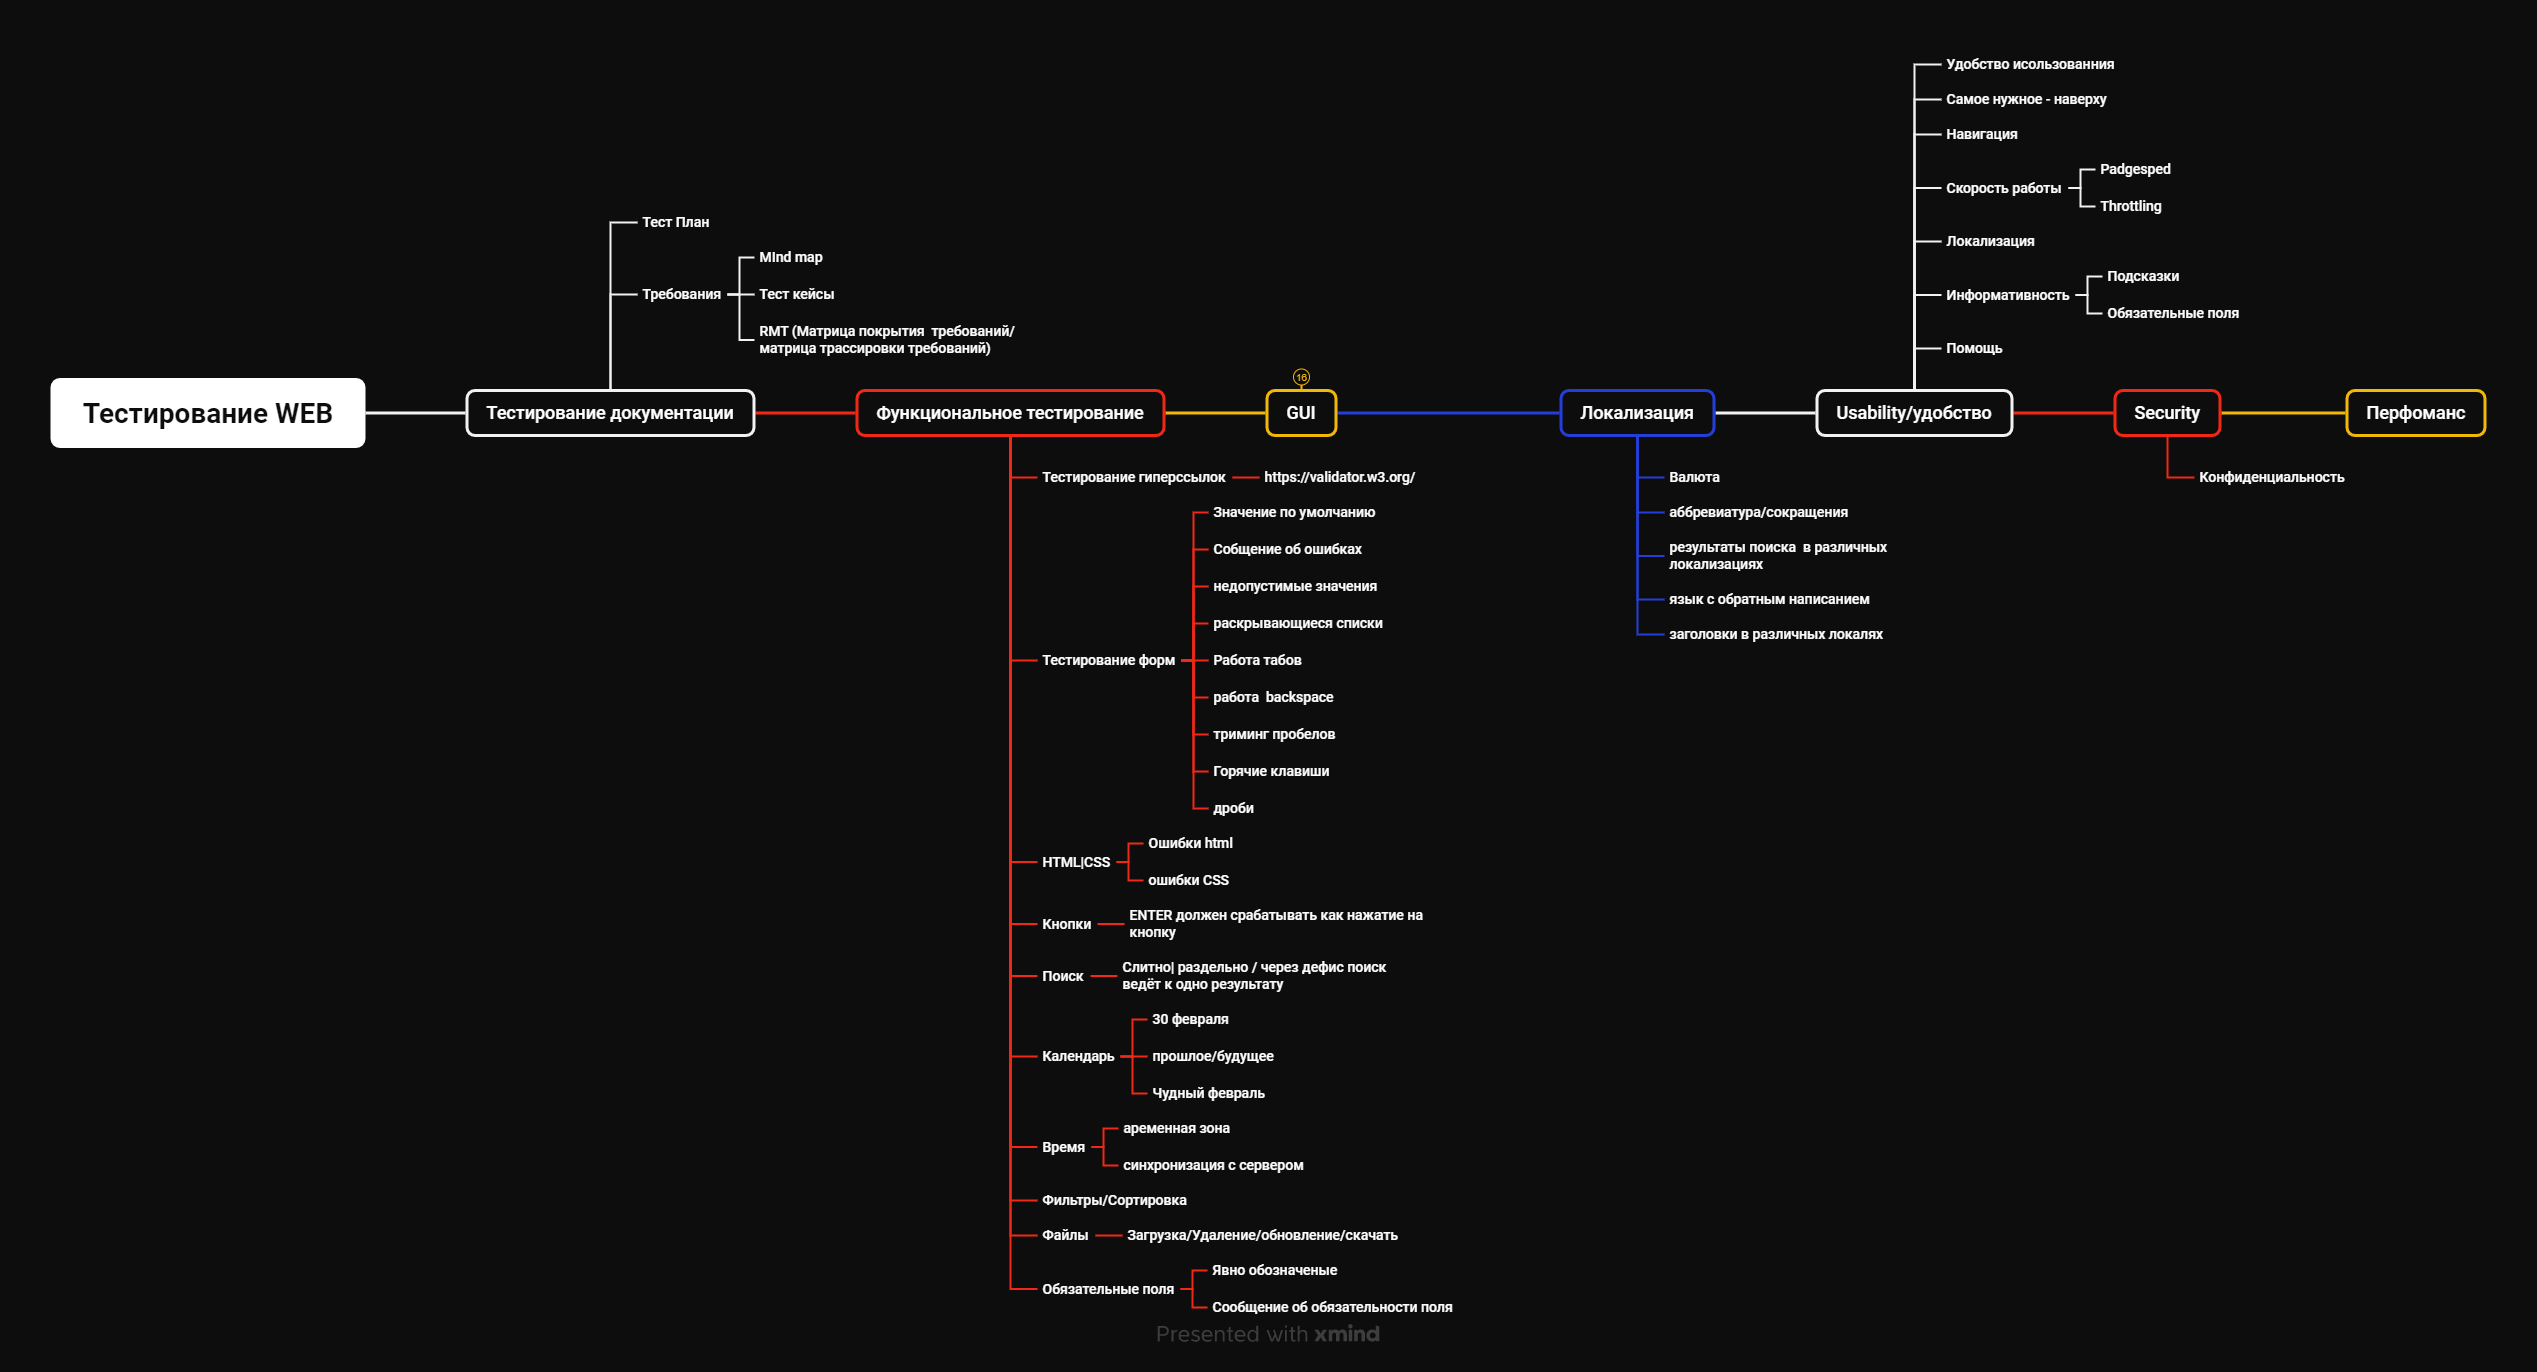 Тестирование WEB
Тестирование документации
Тест План
Требования
MInd map
Тест кейсы
RMT (Матрица покрытия  требований/
матрица трассировки требований)
Функциональное тестирование
Тестирование гиперссылок
https://validator.w3.org/
Тестирование форм
Значение по умолчанию
Собщение об ошибках
недопустимые значения
раскрывающиеся списки
Работа табов
работа  backspace
триминг пробелов
Горячие клавиши
дроби
HTML|CSS
Ошибки html
ошибки CSS
Кнопки
ENTER должен срабатывать как нажатие на
кнопку
Поиск
Слитно| раздельно / через дефис поиск
ведёт к одно результату
Календарь
30 февраля
прошлое/будущее
Чудный февраль
Время
аременная зона
синхронизация с сервером
Фильтры/Сортировка
Файлы
Загрузка/Удаление/обновление/скачать
Обязательные поля
Явно обозначеные
Сообщение об обязательности поля
16
GUI
Локализация
Валюта
аббревиатура/сокращения
результаты поиска  в различных
локализациях
язык с обратным написанием
заголовки в различных локалях
Usability/удобство
Удобство исользованния
Самое нужное - наверху
Навигация
Скорость работы
Padgesped
Throttling
Локализация
Информативность
Подсказки
Обязательные поля
Помощь
Security
Конфиденциальность
Перфоманс
Presented with xmind